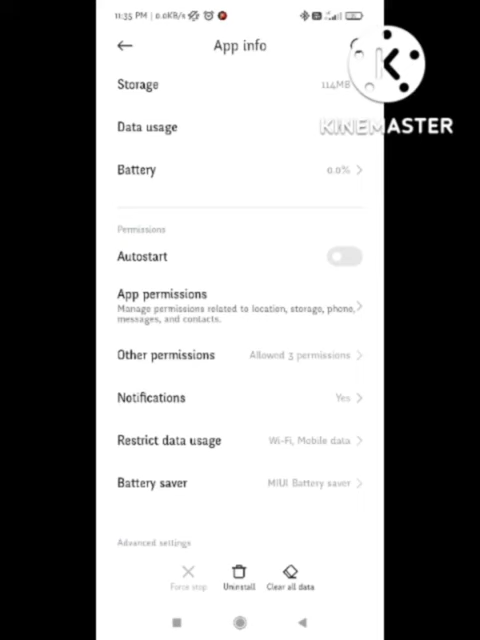 11:35 PM | 0.0KB/s
App info
KINEMASTER
Storage 114MB
Data usage
Battery 0.0%
Permissions
Autostart
App permissions
Manage permissions related to location, storage, phone,
messages, and contacts.
Other permissions Allowed 3 permissions
Notifications Yes
Restrict data usage Wi-Fi, Mobile data
Battery saver MIUI Battery saver
Advanced settings
Force stop Uninstall Clear all data